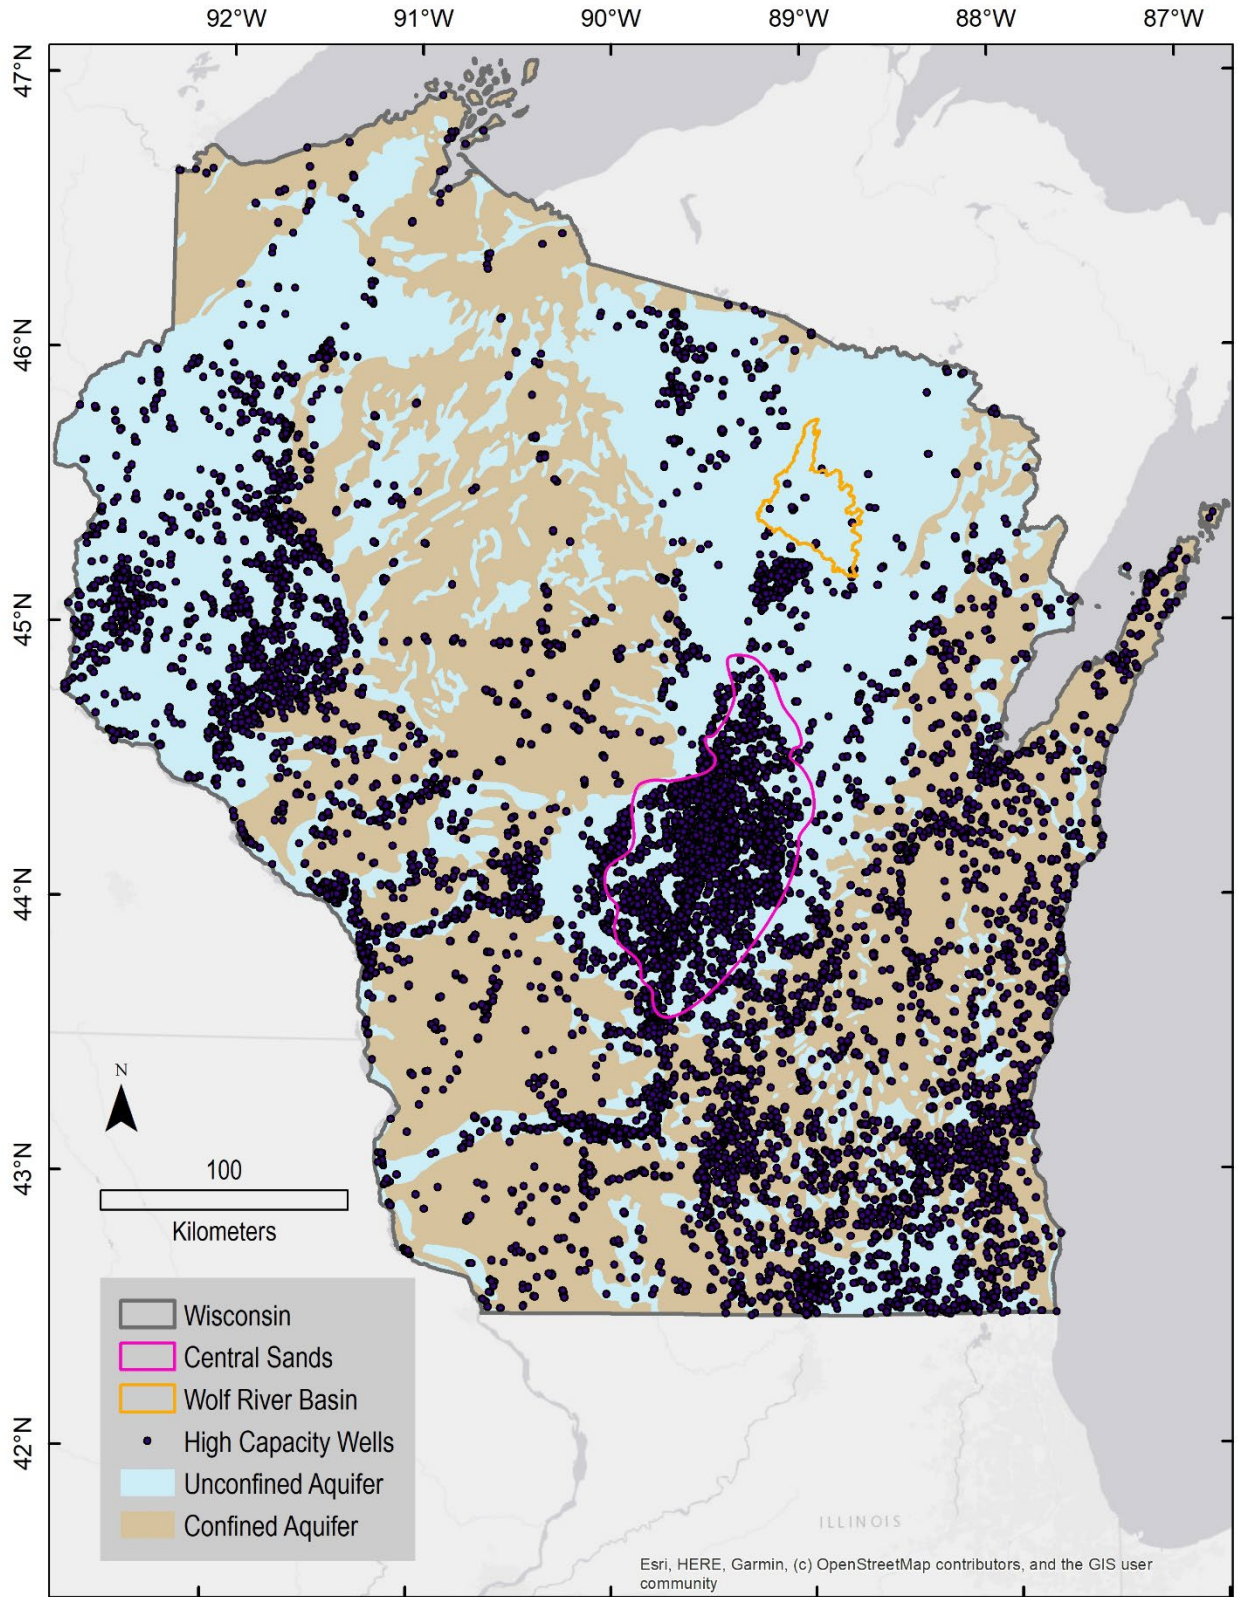 92°W 91°W 90°W 89°W 88°W 87°W
47°N
46°N
45°N
44°N
43°N
42°N
N
100
Kilometers
Wisconsin
Central Sands
Wolf River Basin
High Capacity Wells
Unconfined Aquifer
Confined Aquifer
ILLINOIS
Esri, HERE, Garmin, (c) OpenStreetMap contributors, and the GIS user
community